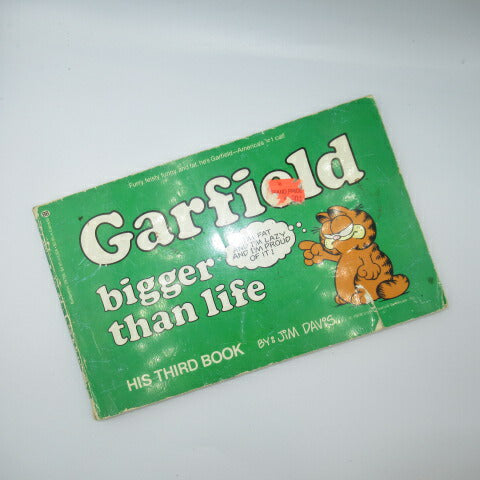 Furry, feisty, funny, and fat, he's Garfield—America's #1 cat!
Garfield
FAT
AND I'M LAZY
AND I'M PROUD
OF IT!
bigger
than life
HIS THIRD BOOK BY: JIM DAVIS